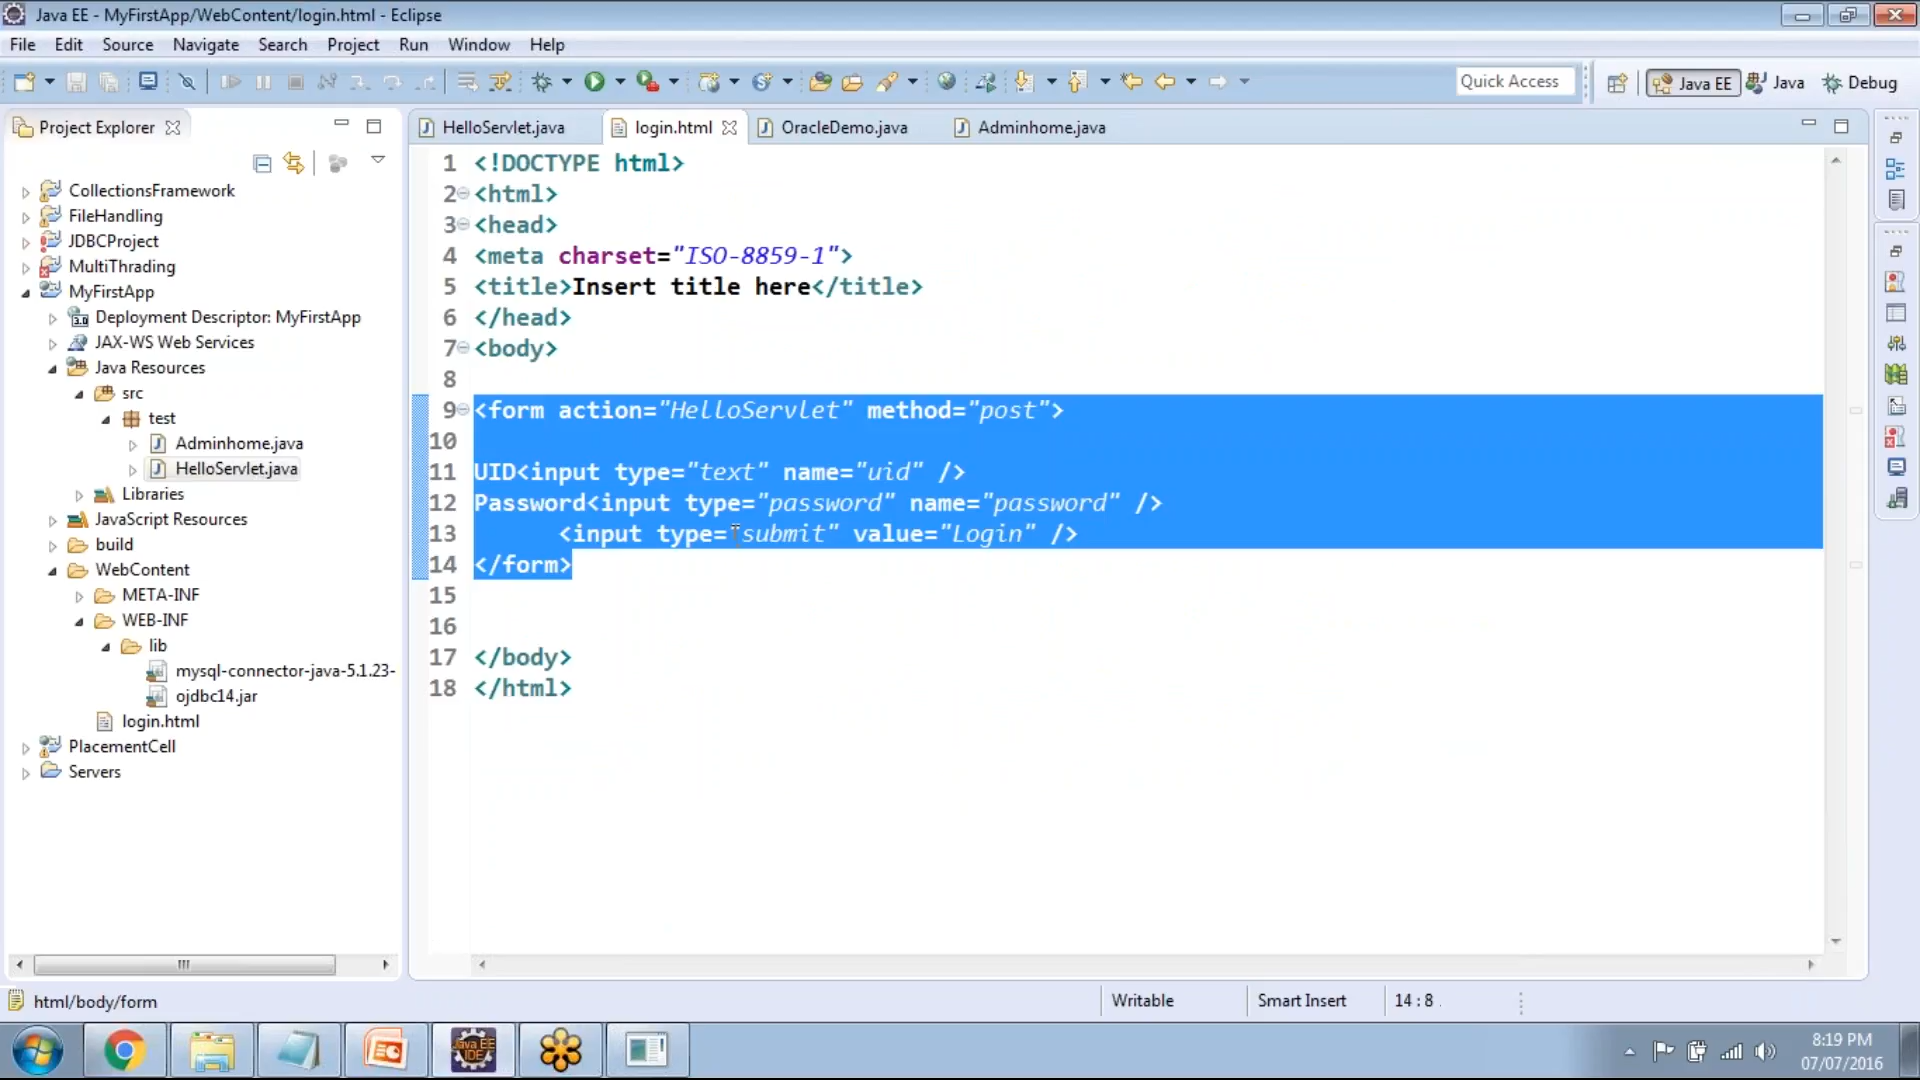 Java EE - MyFirstApp/WebContent/login.html - Eclipse
File Edit Source Navigate Search Project Run Window Help
Quick Access Java EE Java Debug
Project Explorer
HelloServlet.java login.html OracleDemo.java Adminhome.java
CollectionsFramework
FileHandling
JDBCProject
MultiThrading
MyFirstApp
Deployment Descriptor: MyFirstApp
JAX-WS Web Services
Java Resources
src
test
Adminhome.java
HelloServlet.java
Libraries
JavaScript Resources
build
WebContent
META-INF
WEB-INF
lib
mysql-connector-java-5.1.23-
ojdbc14.jar
login.html
PlacementCell
Servers
1 <!DOCTYPE html>
2 <html>
3 <head>
4 <meta charset="ISO-8859-1">
5 <title>Insert title here</title>
6 </head>
7 <body>
8
9 <form action="HelloServlet" method="post">
10
11 UID<input type="text" name="uid" />
12 Password<input type="password" name="password" />
13 <input type="submit" value="Login" />
14 </form>
15
16
17 </body>
18 </html>
html/body/form Writable Smart Insert 14 : 8
Java EE
IDE
8:19 PM
07/07/2016